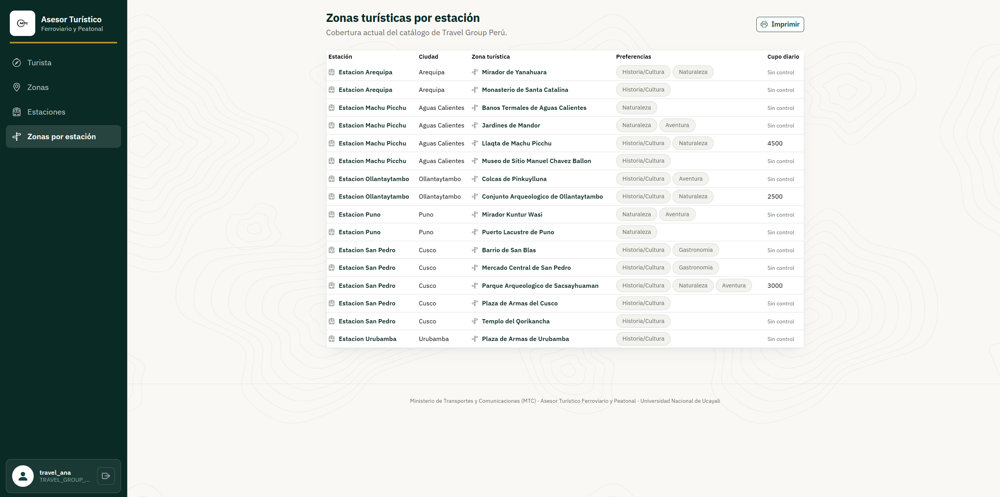 MTC
Asesor Turístico
Ferroviario y Peatonal
Turista
Zonas
Estaciones
Zonas por estación
travel_ana
TRAVEL_GROUP_...
Zonas turísticas por estación
Cobertura actual del catálogo de Travel Group Perú.
Imprimir
Estación Ciudad Zona turística Preferencias Cupo diario
Estacion Arequipa Arequipa Mirador de Yanahuara Historia/Cultura Naturaleza Sin control
Estacion Arequipa Arequipa Monasterio de Santa Catalina Historia/Cultura Sin control
Estacion Machu Picchu Aguas Calientes Banos Termales de Aguas Calientes Naturaleza Sin control
Estacion Machu Picchu Aguas Calientes Jardines de Mandor Naturaleza Aventura Sin control
Estacion Machu Picchu Aguas Calientes Llaqta de Machu Picchu Historia/Cultura Naturaleza 4500
Estacion Machu Picchu Aguas Calientes Museo de Sitio Manuel Chavez Ballon Historia/Cultura Sin control
Estacion Ollantaytambo Ollantaytambo Colcas de Pinkuylluna Historia/Cultura Aventura Sin control
Estacion Ollantaytambo Ollantaytambo Conjunto Arqueologico de Ollantaytambo Historia/Cultura Naturaleza 2500
Estacion Puno Puno Mirador Kuntur Wasi Naturaleza Aventura Sin control
Estacion Puno Puno Puerto Lacustre de Puno Naturaleza Sin control
Estacion San Pedro Cusco Barrio de San Blas Historia/Cultura Gastronomia Sin control
Estacion San Pedro Cusco Mercado Central de San Pedro Historia/Cultura Gastronomia Sin control
Estacion San Pedro Cusco Parque Arqueologico de Sacsayhuaman Historia/Cultura Naturaleza Aventura 3000
Estacion San Pedro Cusco Plaza de Armas del Cusco Historia/Cultura Sin control
Estacion San Pedro Cusco Templo del Qorikancha Historia/Cultura Sin control
Estacion Urubamba Urubamba Plaza de Armas de Urubamba Historia/Cultura Sin control
Ministerio de Transportes y Comunicaciones (MTC) · Asesor Turístico Ferroviario y Peatonal · Universidad Nacional de Ucayali